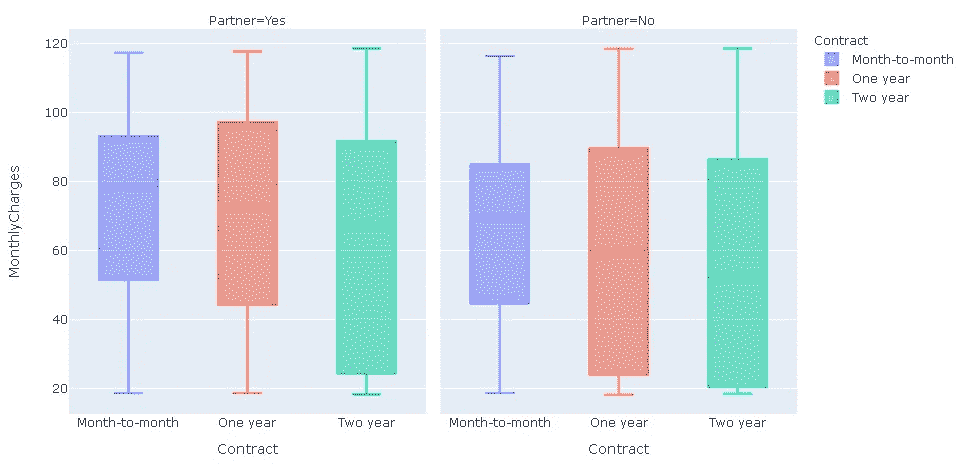 Partner=Yes
Partner=No
Contract
Month-to-month
One year
Two year
MonthlyCharges
120
100
80
60
40
20
Month-to-month
One year
Two year
Month-to-month
One year
Two year
Contract
Contract